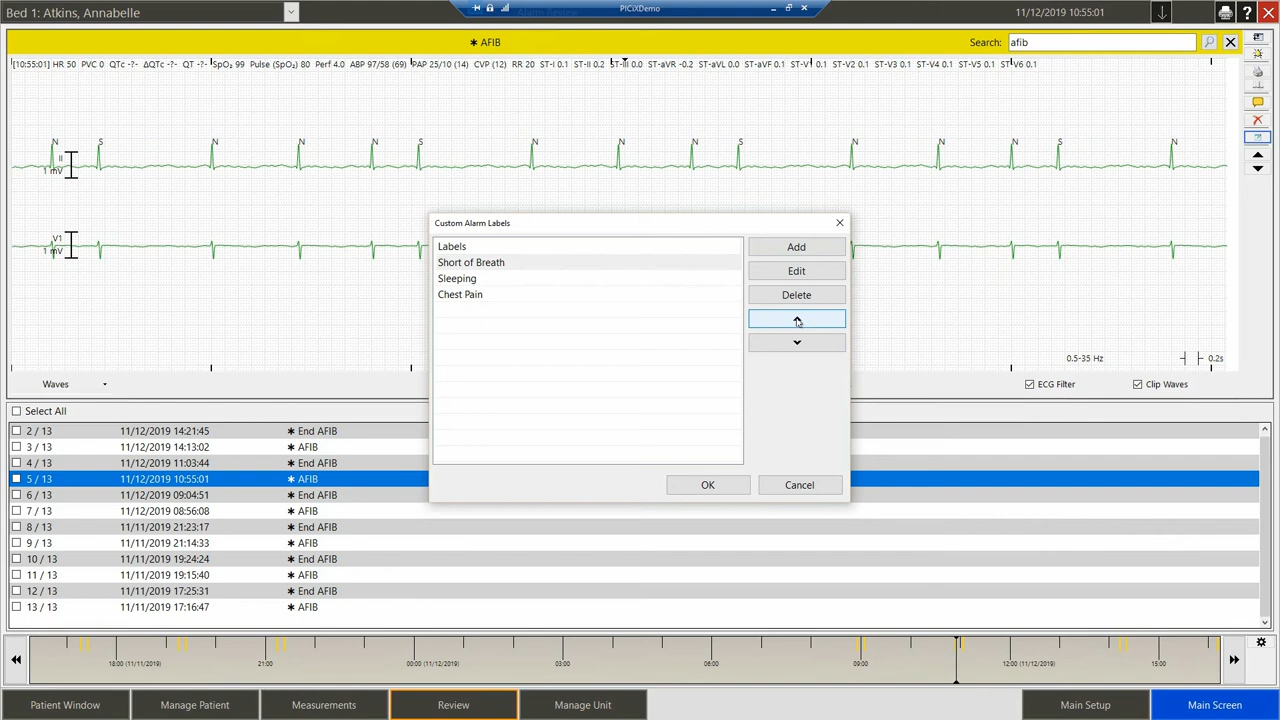 Bed 1: Atkins, Annabelle
PICiXDemo
11/12/2019 10:55:01
?
∗ AFIB
Search: afib
[10:55:01] HR 50 PVC 0 QTc -?- ΔQTc -?- QT -?- SpO₂ 99 Pulse (SpO₂) 80 Perf 4.0 ABP 97/58 (69) PAP 25/10 (14) CVP (12) RR 20 ST-I 0.1 ST-II 0.2 ST-III 0.0 ST-aVR -0.2 ST-aVL 0.0 ST-aVF 0.1 ST-V1 0.1 ST-V2 0.1 ST-V3 0.1 ST-V4 0.1 ST-V5 0.1 ST-V6 0.1
N S N N N S N N N S N N N S N
II
1 mV
V1
1 mV
Custom Alarm Labels
Labels
Short of Breath
Sleeping
Chest Pain
Add
Edit
Delete
OK
Cancel
0.5-35 Hz
0.2s
Waves
ECG Filter
Clip Waves
Select All
2 / 13 11/12/2019 14:21:45 ∗ End AFIB
3 / 13 11/12/2019 14:13:02 ∗ AFIB
4 / 13 11/12/2019 11:03:44 ∗ End AFIB
5 / 13 11/12/2019 10:55:01 ∗ AFIB
6 / 13 11/12/2019 09:04:51 ∗ End AFIB
7 / 13 11/12/2019 08:56:08 ∗ AFIB
8 / 13 11/11/2019 21:23:17 ∗ End AFIB
9 / 13 11/11/2019 21:14:33 ∗ AFIB
10 / 13 11/11/2019 19:24:24 ∗ End AFIB
11 / 13 11/11/2019 19:15:40 ∗ AFIB
12 / 13 11/11/2019 17:25:31 ∗ End AFIB
13 / 13 11/11/2019 17:16:47 ∗ AFIB
18:00 (11/11/2019) 21:00 00:00 (11/12/2019) 03:00 06:00 09:00 12:00 (11/12/2019) 15:00
Patient Window
Manage Patient
Measurements
Review
Manage Unit
Main Setup
Main Screen